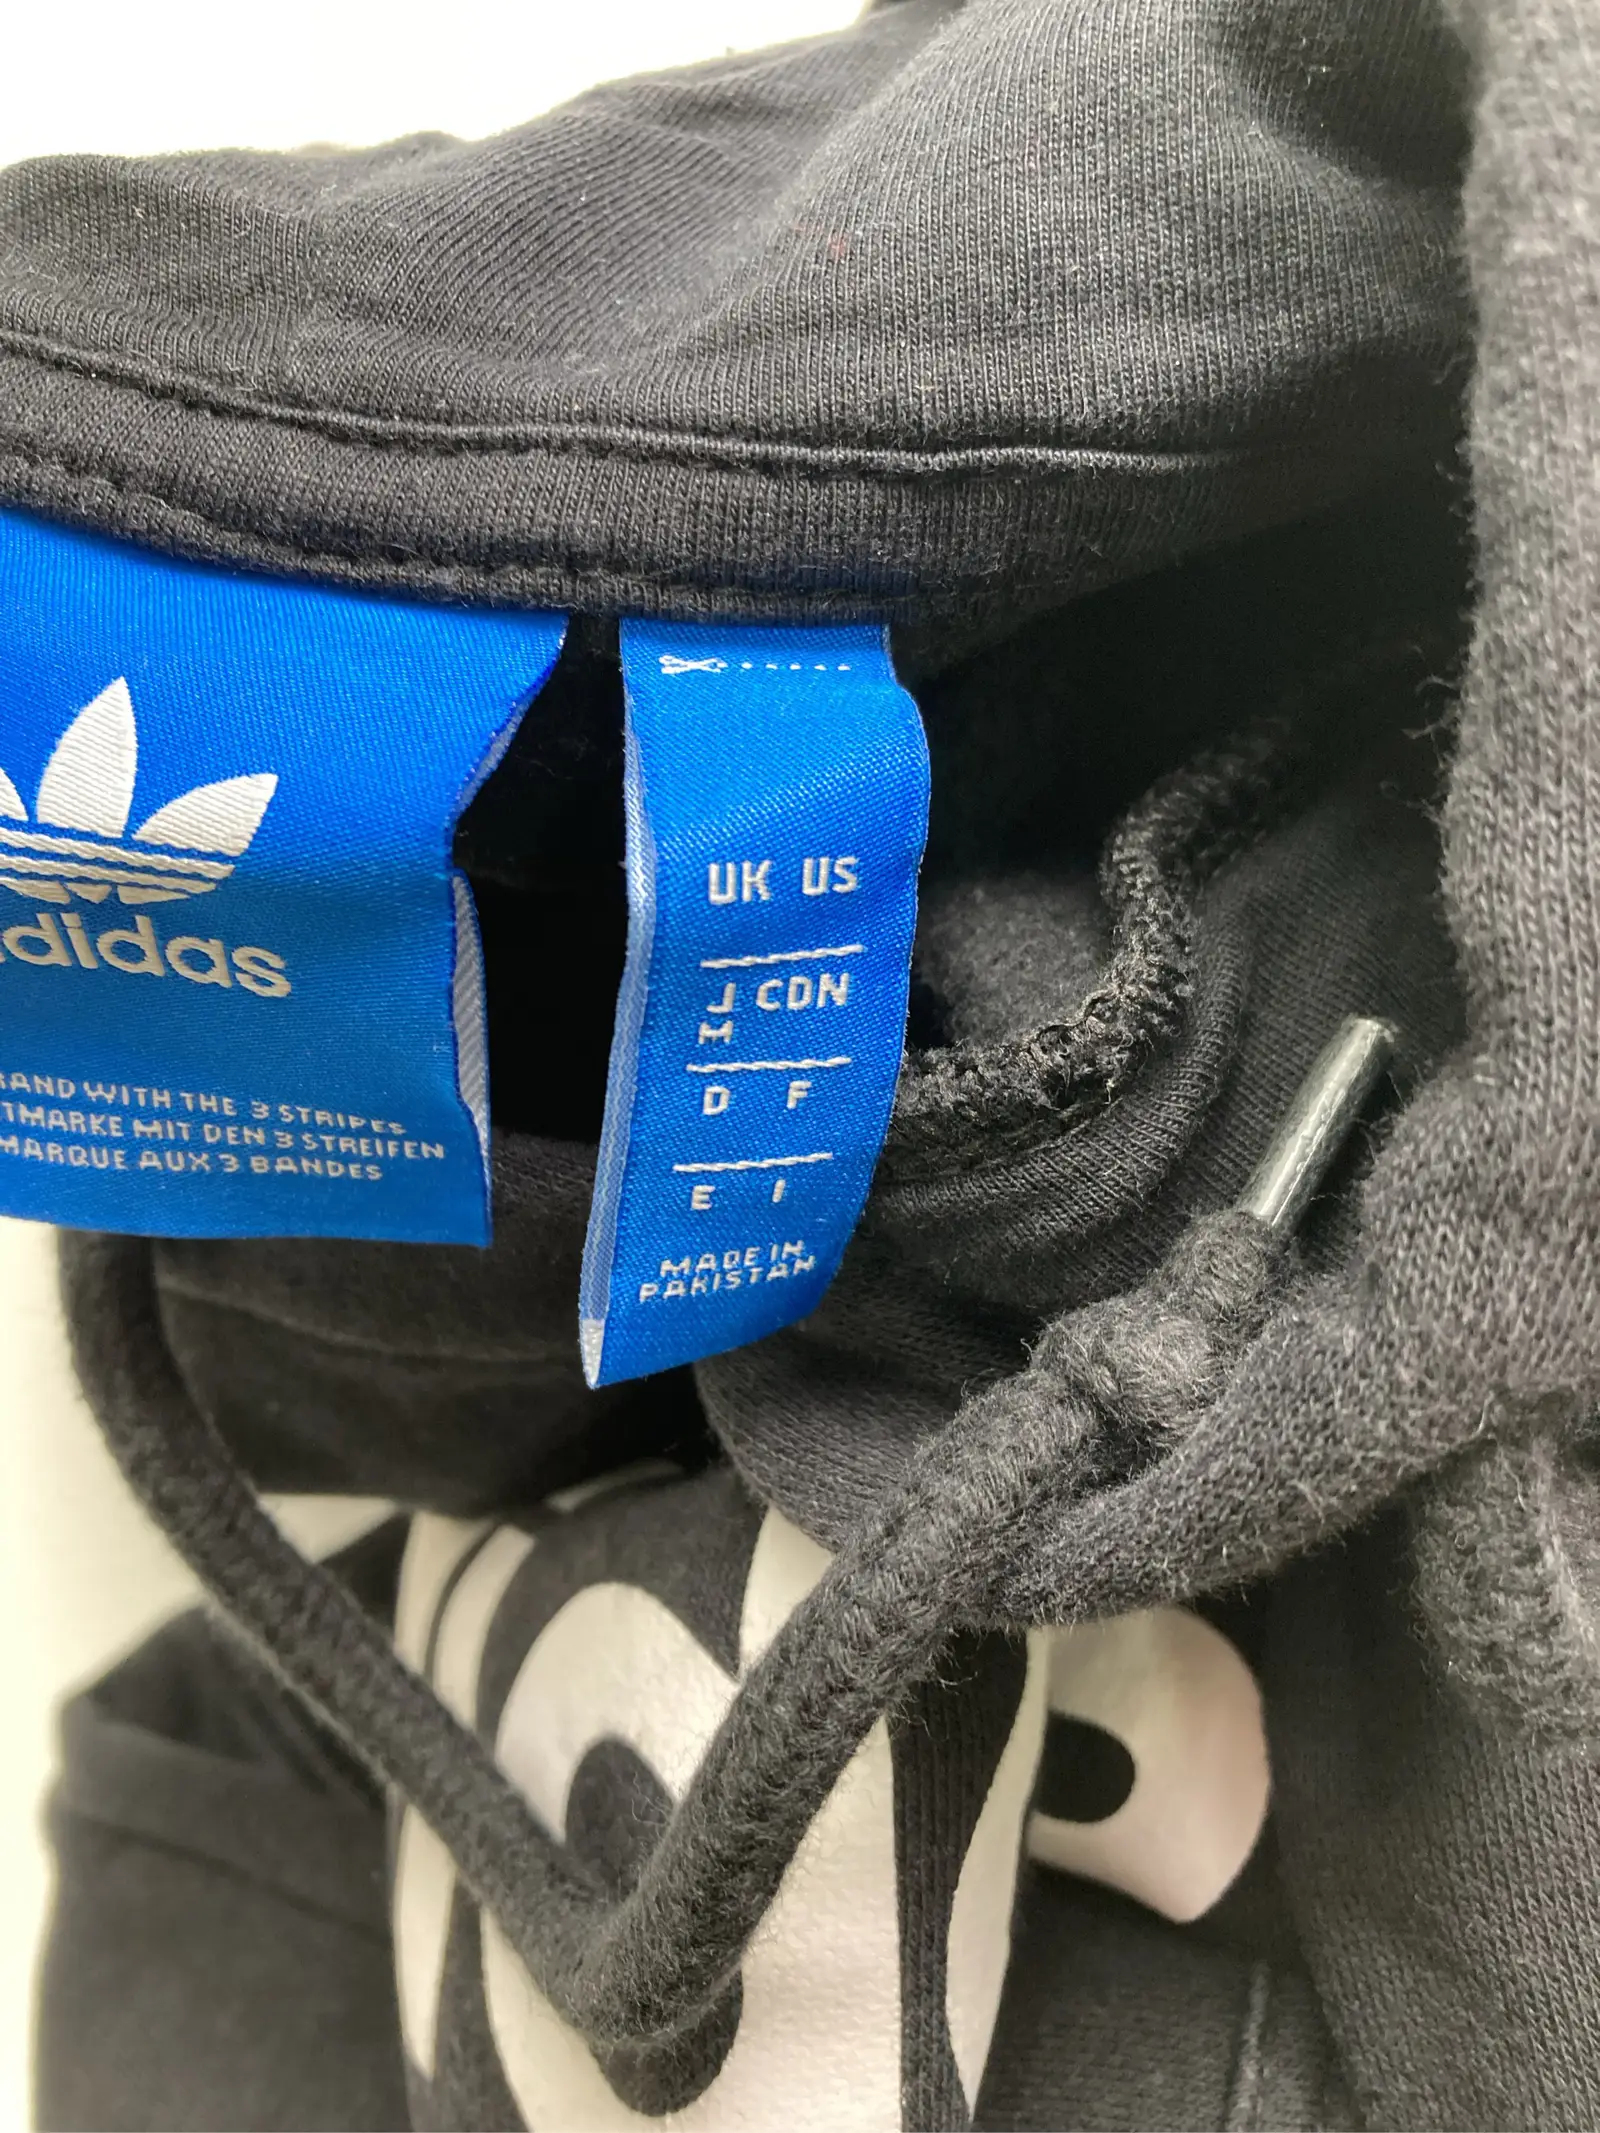 adidas
BRAND WITH THE 3 STRIPES
MARKE MIT DEN 3 STREIFEN
MARQUE AUX 3 BANDES
UK US
J CDN
M
D F
E I
MADE IN
PAKISTAN